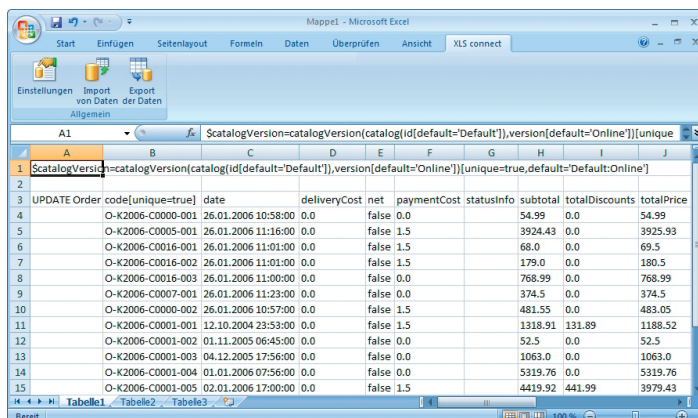 Mappe1 - Microsoft Excel
Start Einfügen Seitenlayout Formeln Daten Überprüfen Ansicht XLS connect
Einstellungen Import von Daten Export der Daten
Allgemein
A1 fx $catalogVersion=catalogVersion(catalog(id[default='Default']),version[default='Online'])[unique
A B C D E F G H I J
1 $catalogVersion=catalogVersion(catalog(id[default='Default']),version[default='Online'])[unique=true,default='Default:Online']
2
3 UPDATE Order code[unique=true] date deliveryCost net paymentCost statusInfo subtotal totalDiscounts totalPrice
4 O-K2006-C0000-001 26.01.2006 10:58:00 0.0 false 0.0 54.99 0.0 54.99
5 O-K2006-C0005-001 26.01.2006 11:16:00 0.0 false 1.5 3924.43 0.0 3925.93
6 O-K2006-C0016-001 26.01.2006 11:01:00 0.0 false 1.5 68.0 0.0 69.5
7 O-K2006-C0016-002 26.01.2006 11:01:00 0.0 false 1.5 179.0 0.0 180.5
8 O-K2006-C0016-003 26.01.2006 11:00:00 0.0 false 0.0 768.99 0.0 768.99
9 O-K2006-C0007-001 26.01.2006 11:23:00 0.0 false 0.0 374.5 0.0 374.5
10 O-K2006-C0000-002 26.01.2006 10:57:00 0.0 false 1.5 481.55 0.0 483.05
11 O-K2006-C0001-001 12.10.2004 23:53:00 0.0 false 1.5 1318.91 131.89 1188.52
12 O-K2006-C0001-002 01.11.2005 06:45:00 0.0 false 0.0 52.5 0.0 52.5
13 O-K2006-C0001-003 04.12.2005 17:56:00 0.0 false 0.0 1063.0 0.0 1063.0
14 O-K2006-C0001-004 01.01.2006 07:56:00 0.0 false 0.0 5319.76 0.0 5319.76
15 O-K2006-C0001-005 02.01.2006 17:00:00 0.0 false 1.5 4419.92 441.99 3979.43
Tabelle1 Tabelle2 Tabelle3
Bereit 100 %